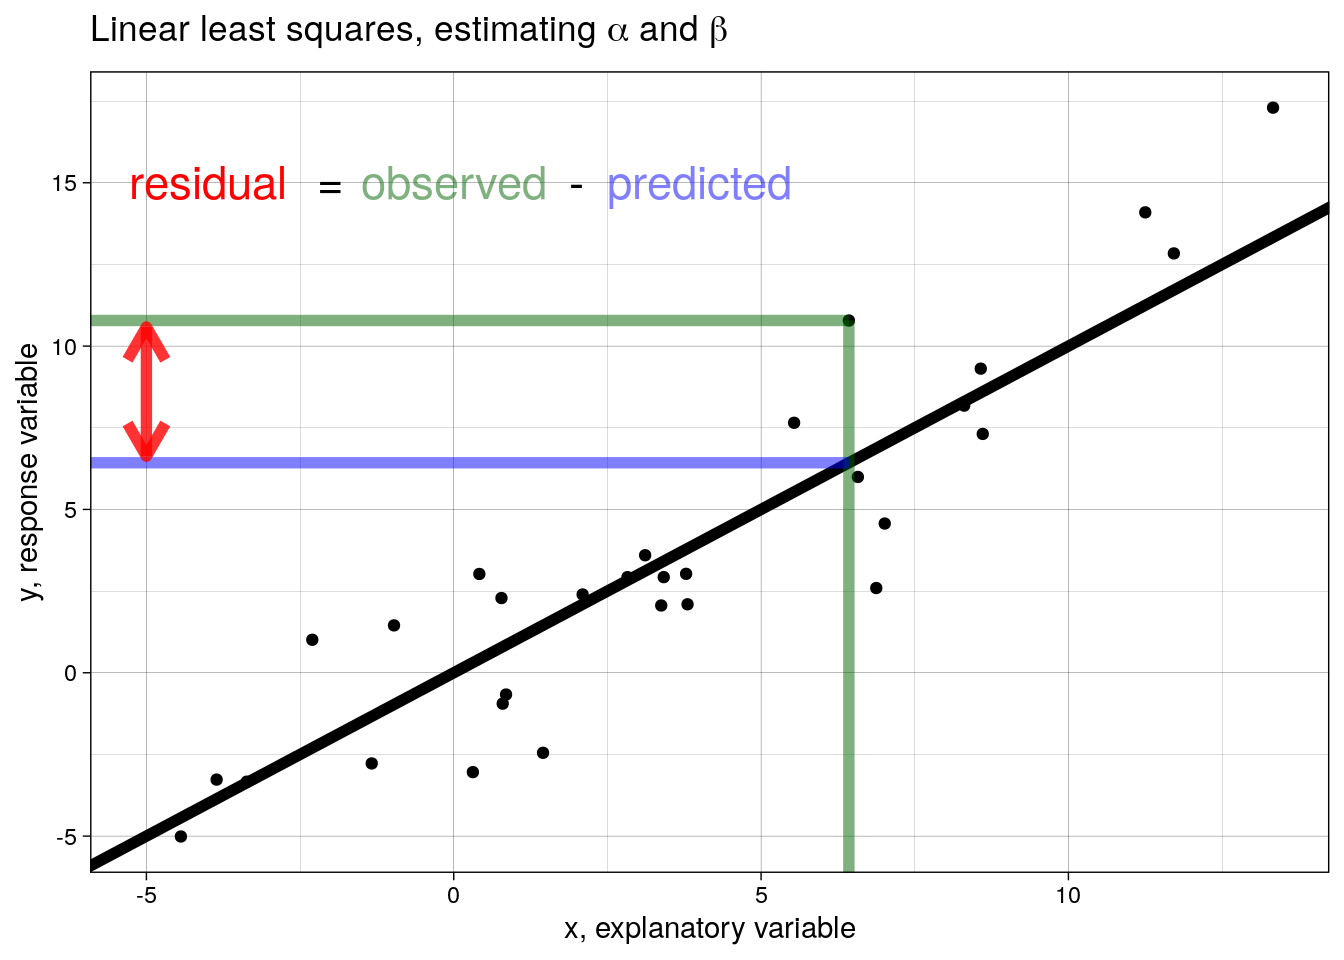 Linear least squares, estimating α and β
residual = observed - predicted
15
10
5
0
-5
-5 0 5 10
x, explanatory variable
y, response variable